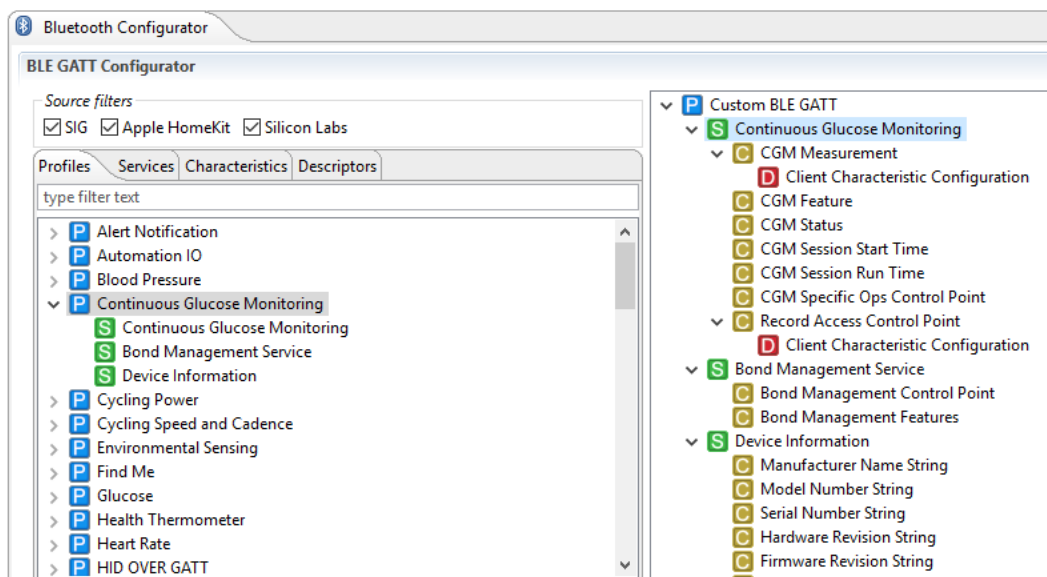 Bluetooth Configurator
BLE GATT Configurator
Source filters
SIG Apple HomeKit Silicon Labs
Profiles Services Characteristics Descriptors
type filter text
P Alert Notification
P Automation IO
P Blood Pressure
P Continuous Glucose Monitoring
S Continuous Glucose Monitoring
S Bond Management Service
S Device Information
P Cycling Power
P Cycling Speed and Cadence
P Environmental Sensing
P Find Me
P Glucose
P Health Thermometer
P Heart Rate
P HID OVER GATT
P Custom BLE GATT
S Continuous Glucose Monitoring
C CGM Measurement
D Client Characteristic Configuration
C CGM Feature
C CGM Status
C CGM Session Start Time
C CGM Session Run Time
C CGM Specific Ops Control Point
C Record Access Control Point
D Client Characteristic Configuration
S Bond Management Service
C Bond Management Control Point
C Bond Management Features
S Device Information
C Manufacturer Name String
C Model Number String
C Serial Number String
C Hardware Revision String
C Firmware Revision String